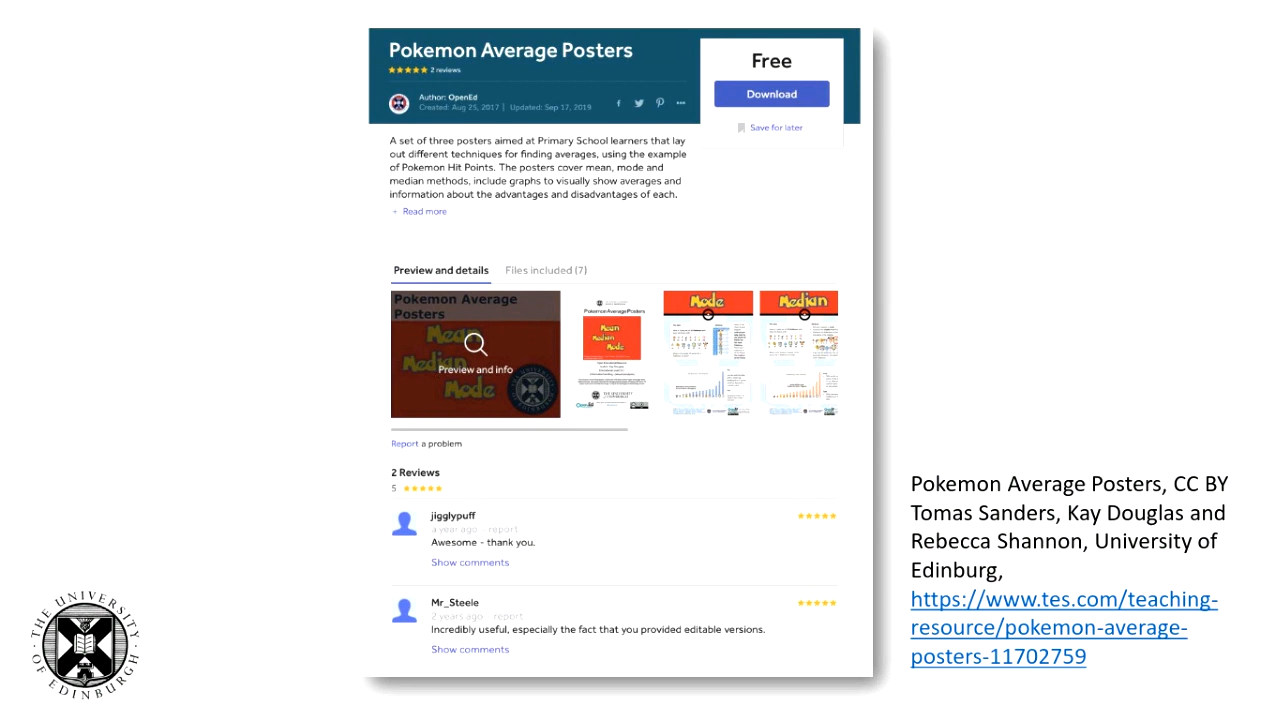 Pokemon Average Posters
2 reviews
Author: OpenEd
Created: Aug 25, 2017 | Updated: Sep 17, 2019
Free
Download
Save for later
A set of three posters aimed at Primary School learners that lay
out different techniques for finding averages, using the example
of Pokemon Hit Points. The posters cover mean, mode and
median methods, include graphs to visually show averages and
information about the advantages and disadvantages of each.
+ Read more
Preview and details
Files included (7)
Pokemon Average
Posters
Mean
Median
Mode
Preview and info
Pokemon Average Posters
Mean
Median
Mode
OpenEd
Mode
Median
Report a problem
2 Reviews
5
jigglypuff
a year ago - report
Awesome - thank you.
Show comments
Mr_Steele
2 years ago - report
Incredibly useful, especially the fact that you provided editable versions.
Show comments
Pokemon Average Posters, CC BY
Tomas Sanders, Kay Douglas and
Rebecca Shannon, University of
Edinburg,
https://www.tes.com/teaching-
resource/pokemon-average-
posters-11702759
THE UNIVERSITY
OF EDINBURGH